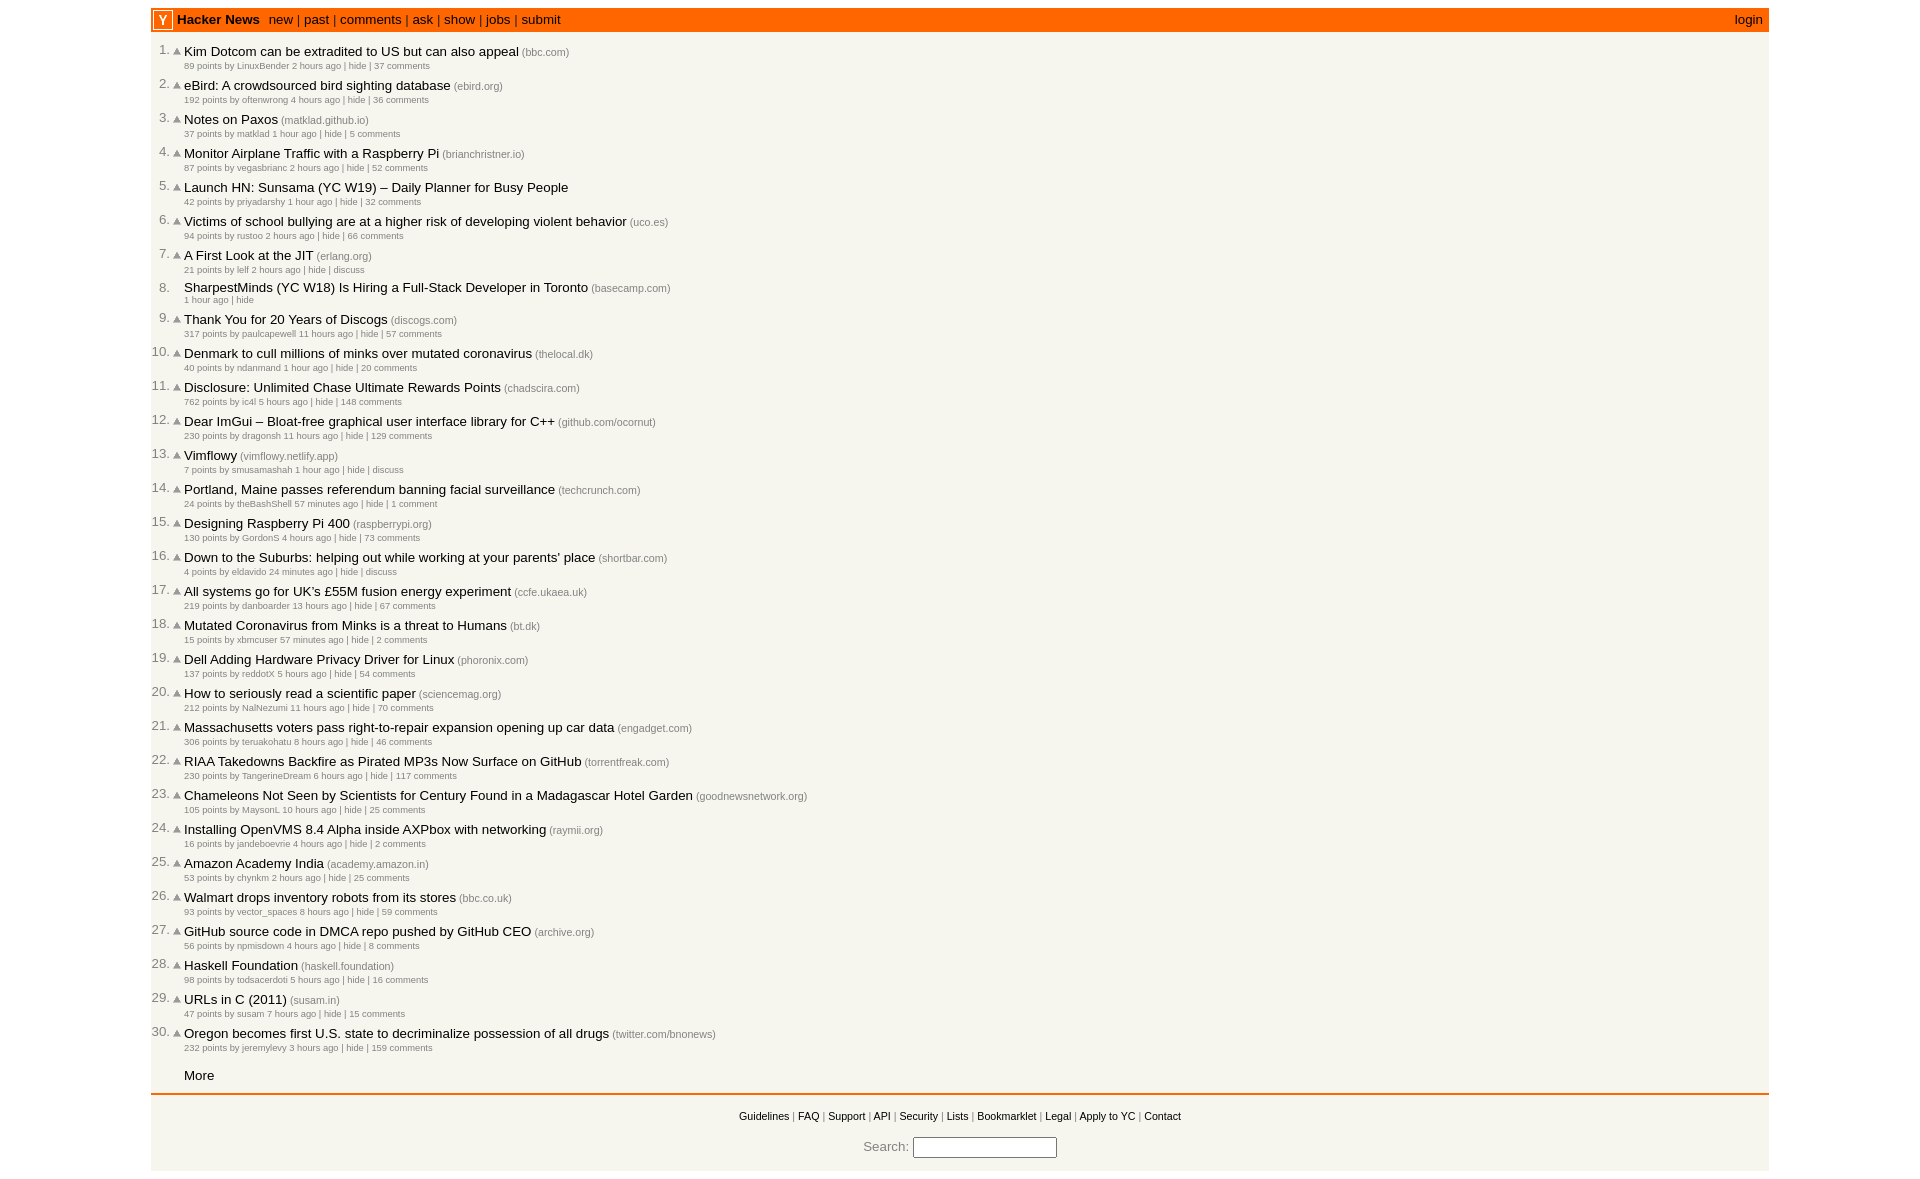 Y Hacker News new | past | comments | ask | show | jobs | submit login
1. Kim Dotcom can be extradited to US but can also appeal (bbc.com)
89 points by LinuxBender 2 hours ago | hide | 37 comments
2. eBird: A crowdsourced bird sighting database (ebird.org)
192 points by oftenwrong 4 hours ago | hide | 36 comments
3. Notes on Paxos (matklad.github.io)
37 points by matklad 1 hour ago | hide | 5 comments
4. Monitor Airplane Traffic with a Raspberry Pi (brianchristner.io)
87 points by vegasbrianc 2 hours ago | hide | 52 comments
5. Launch HN: Sunsama (YC W19) – Daily Planner for Busy People
42 points by priyadarshy 1 hour ago | hide | 32 comments
6. Victims of school bullying are at a higher risk of developing violent behavior (uco.es)
94 points by rustoo 2 hours ago | hide | 66 comments
7. A First Look at the JIT (erlang.org)
21 points by lelf 2 hours ago | hide | discuss
8. SharpestMinds (YC W18) Is Hiring a Full-Stack Developer in Toronto (basecamp.com)
1 hour ago | hide
9. Thank You for 20 Years of Discogs (discogs.com)
317 points by paulcapewell 11 hours ago | hide | 57 comments
10. Denmark to cull millions of minks over mutated coronavirus (thelocal.dk)
40 points by ndanmand 1 hour ago | hide | 20 comments
11. Disclosure: Unlimited Chase Ultimate Rewards Points (chadscira.com)
762 points by ic4l 5 hours ago | hide | 148 comments
12. Dear ImGui – Bloat-free graphical user interface library for C++ (github.com/ocornut)
230 points by dragonsh 11 hours ago | hide | 129 comments
13. Vimflowy (vimflowy.netlify.app)
7 points by smusamashah 1 hour ago | hide | discuss
14. Portland, Maine passes referendum banning facial surveillance (techcrunch.com)
24 points by theBashShell 57 minutes ago | hide | 1 comment
15. Designing Raspberry Pi 400 (raspberrypi.org)
130 points by GordonS 4 hours ago | hide | 73 comments
16. Down to the Suburbs: helping out while working at your parents' place (shortbar.com)
4 points by eldavido 24 minutes ago | hide | discuss
17. All systems go for UK’s £55M fusion energy experiment (ccfe.ukaea.uk)
219 points by danboarder 13 hours ago | hide | 67 comments
18. Mutated Coronavirus from Minks is a threat to Humans (bt.dk)
15 points by xbmcuser 57 minutes ago | hide | 2 comments
19. Dell Adding Hardware Privacy Driver for Linux (phoronix.com)
137 points by reddotX 5 hours ago | hide | 54 comments
20. How to seriously read a scientific paper (sciencemag.org)
212 points by NalNezumi 11 hours ago | hide | 70 comments
21. Massachusetts voters pass right-to-repair expansion opening up car data (engadget.com)
306 points by teruakohatu 8 hours ago | hide | 46 comments
22. RIAA Takedowns Backfire as Pirated MP3s Now Surface on GitHub (torrentfreak.com)
230 points by TangerineDream 6 hours ago | hide | 117 comments
23. Chameleons Not Seen by Scientists for Century Found in a Madagascar Hotel Garden (goodnewsnetwork.org)
105 points by MaysonL 10 hours ago | hide | 25 comments
24. Installing OpenVMS 8.4 Alpha inside AXPbox with networking (raymii.org)
16 points by jandeboevrie 4 hours ago | hide | 2 comments
25. Amazon Academy India (academy.amazon.in)
53 points by chynkm 2 hours ago | hide | 25 comments
26. Walmart drops inventory robots from its stores (bbc.co.uk)
93 points by vector_spaces 8 hours ago | hide | 59 comments
27. GitHub source code in DMCA repo pushed by GitHub CEO (archive.org)
56 points by npmisdown 4 hours ago | hide | 8 comments
28. Haskell Foundation (haskell.foundation)
98 points by todsacerdoti 5 hours ago | hide | 16 comments
29. URLs in C (2011) (susam.in)
47 points by susam 7 hours ago | hide | 15 comments
30. Oregon becomes first U.S. state to decriminalize possession of all drugs (twitter.com/bnonews)
232 points by jeremylevy 3 hours ago | hide | 159 comments
More
Guidelines | FAQ | Support | API | Security | Lists | Bookmarklet | Legal | Apply to YC | Contact
Search: